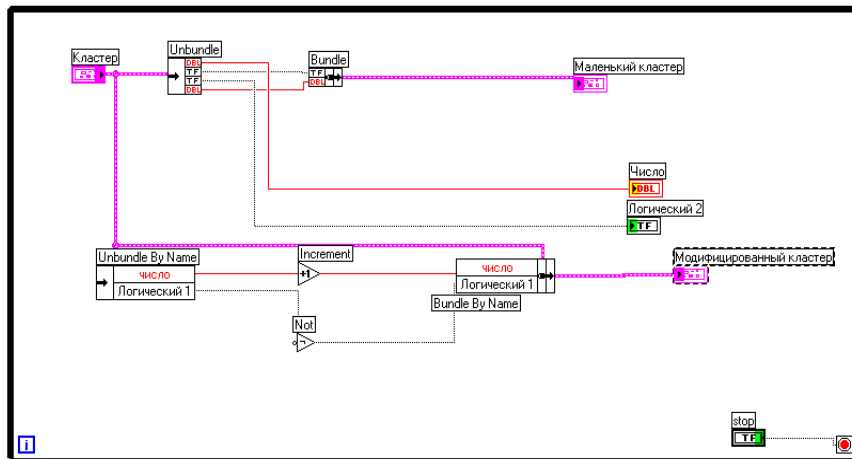 Кластер
Unbundle
DBL
TF
TF
DBL
Bundle
TF
DBL
Маленький кластер
Число
DBL
Логический 2
TF
Unbundle By Name
число
Логический 1
Increment
+1
Not
число
Логический 1
Bundle By Name
Модифицированный кластер
stop
TF
i